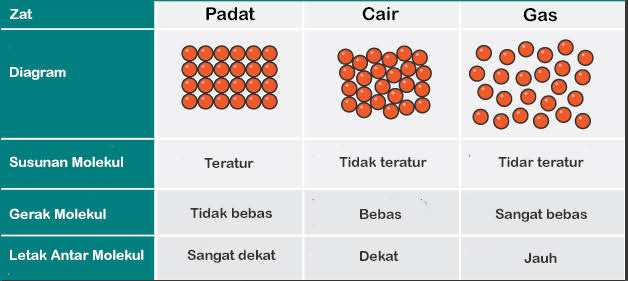 Zat Padat Cair Gas
Diagram
Susunan Molekul Teratur Tidak teratur Tidar teratur
Gerak Molekul Tidak bebas Bebas Sangat bebas
Letak Antar Molekul Sangat dekat Dekat Jauh